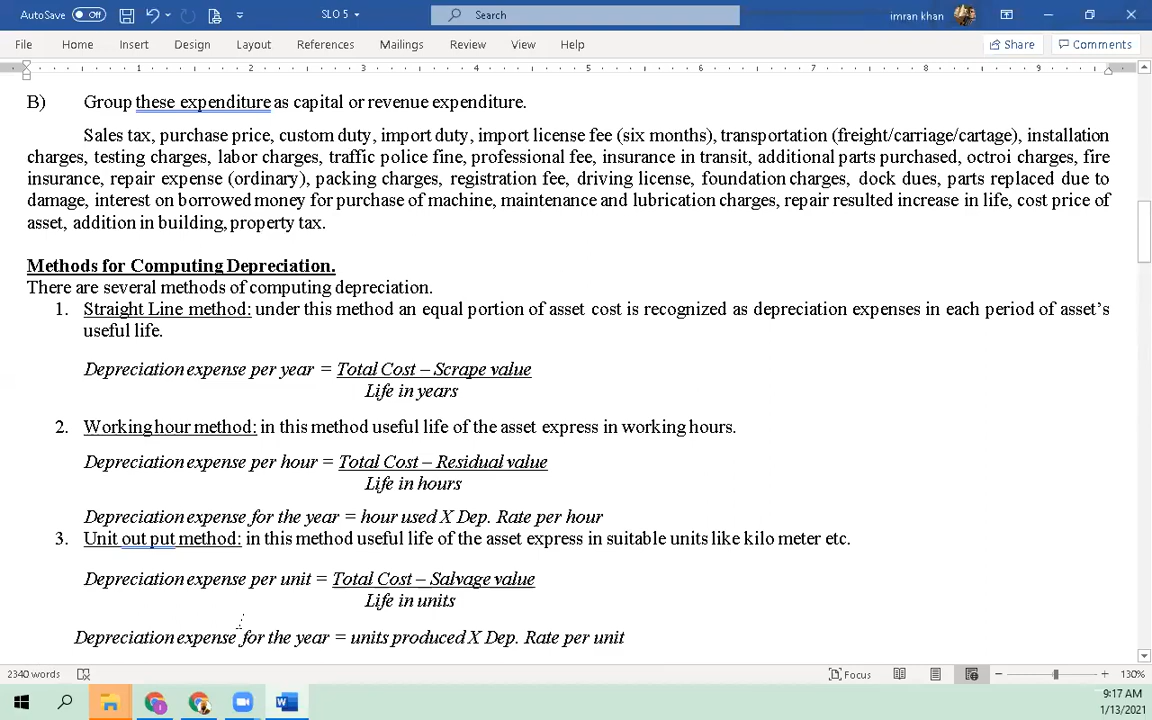 AutoSave Off SLO 5 Search imran khan
File Home Insert Design Layout References Mailings Review View Help Share Comments
1 2 3 4 5 6 7 8 9
B) Group these expenditure as capital or revenue expenditure.
Sales tax, purchase price, custom duty, import duty, import license fee (six months), transportation (freight/carriage/cartage), installation
charges, testing charges, labor charges, traffic police fine, professional fee, insurance in transit, additional parts purchased, octroi charges, fire
insurance, repair expense (ordinary), packing charges, registration fee, driving license, foundation charges, dock dues, parts replaced due to
damage, interest on borrowed money for purchase of machine, maintenance and lubrication charges, repair resulted increase in life, cost price of
asset, addition in building, property tax.
Methods for Computing Depreciation.
There are several methods of computing depreciation.
1. Straight Line method: under this method an equal portion of asset cost is recognized as depreciation expenses in each period of asset's
useful life.
Depreciation expense per year = Total Cost – Scrape value
Life in years
2. Working hour method: in this method useful life of the asset express in working hours.
Depreciation expense per hour = Total Cost – Residual value
Life in hours
Depreciation expense for the year = hour used X Dep. Rate per hour
3. Unit out put method: in this method useful life of the asset express in suitable units like kilo meter etc.
Depreciation expense per unit = Total Cost – Salvage value
Life in units
Depreciation expense for the year = units produced X Dep. Rate per unit
2340 words Focus 130%
9:17 AM
1/13/2021